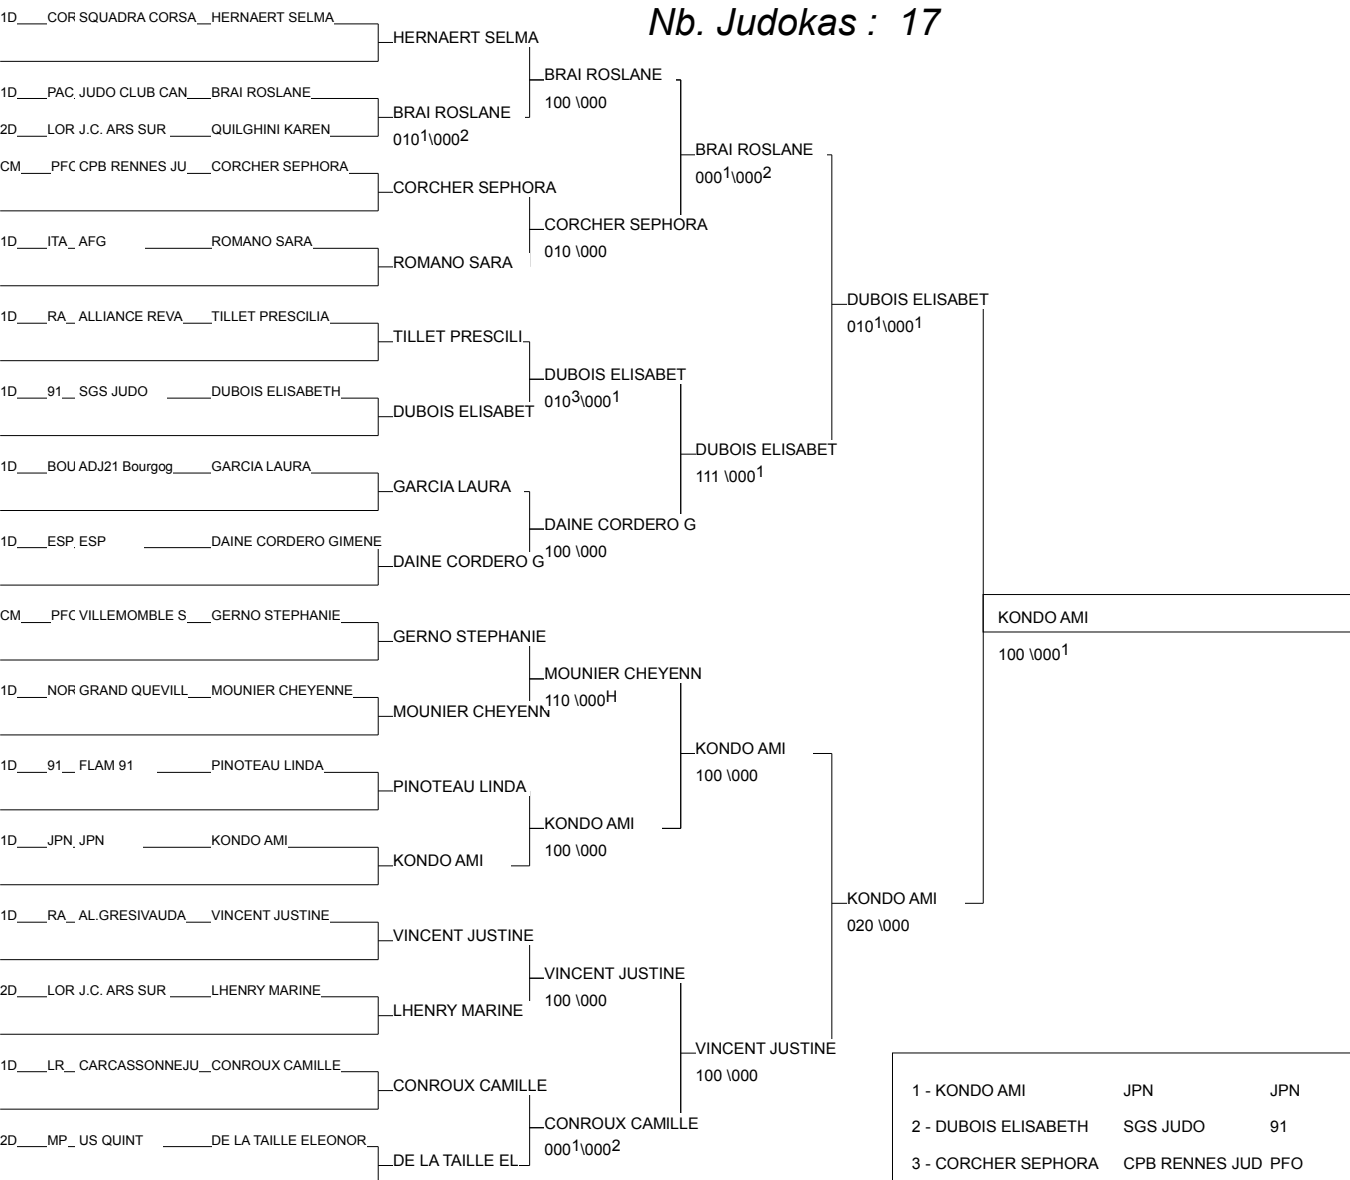 Nb. Judokas : 17
1D COR SQUADRA CORSA HERNAERT SELMA
1D PAC JUDO CLUB CAN BRAI ROSLANE
2D LOR J.C. ARS SUR QUILGHINI KAREN
CM PFC CPB RENNES JU CORCHER SEPHORA
1D ITA AFG ROMANO SARA
1D RA ALLIANCE REVA TILLET PRESCILIA
1D 91 SGS JUDO DUBOIS ELISABETH
1D BOU ADJ21 Bourgog GARCIA LAURA
1D ESP ESP DAINE CORDERO GIMENE
CM PFC VILLEMOMBLE S GERNO STEPHANIE
1D NOR GRAND QUEVILL MOUNIER CHEYENNE
1D 91 FLAM 91 PINOTEAU LINDA
1D JPN JPN KONDO AMI
1D RA AL.GRESIVAUDA VINCENT JUSTINE
2D LOR J.C. ARS SUR LHENRY MARINE
1D LR CARCASSONNEJU CONROUX CAMILLE
2D MP US QUINT DE LA TAILLE ELEONOR
HERNAERT SELMA
BRAI ROSLANE
010¹\000²
CORCHER SEPHORA
ROMANO SARA
TILLET PRESCILI
DUBOIS ELISABET
GARCIA LAURA
DAINE CORDERO G
GERNO STEPHANIE
MOUNIER CHEYENN
PINOTEAU LINDA
KONDO AMI
VINCENT JUSTINE
LHENRY MARINE
CONROUX CAMILLE
DE LA TAILLE EL
BRAI ROSLANE
100 \000
CORCHER SEPHORA
010 \000
DUBOIS ELISABET
010³\000¹
DAINE CORDERO G
100 \000
MOUNIER CHEYENN
110 \000H
KONDO AMI
100 \000
VINCENT JUSTINE
100 \000
CONROUX CAMILLE
000¹\000²
BRAI ROSLANE
000¹\000²
DUBOIS ELISABET
111 \000¹
KONDO AMI
100 \000
VINCENT JUSTINE
100 \000
DUBOIS ELISABET
010¹\000¹
KONDO AMI
020 \000
KONDO AMI
100 \000¹
1 - KONDO AMI JPN JPN
2 - DUBOIS ELISABETH SGS JUDO 91
3 - CORCHER SEPHORA CPB RENNES JUD PFO